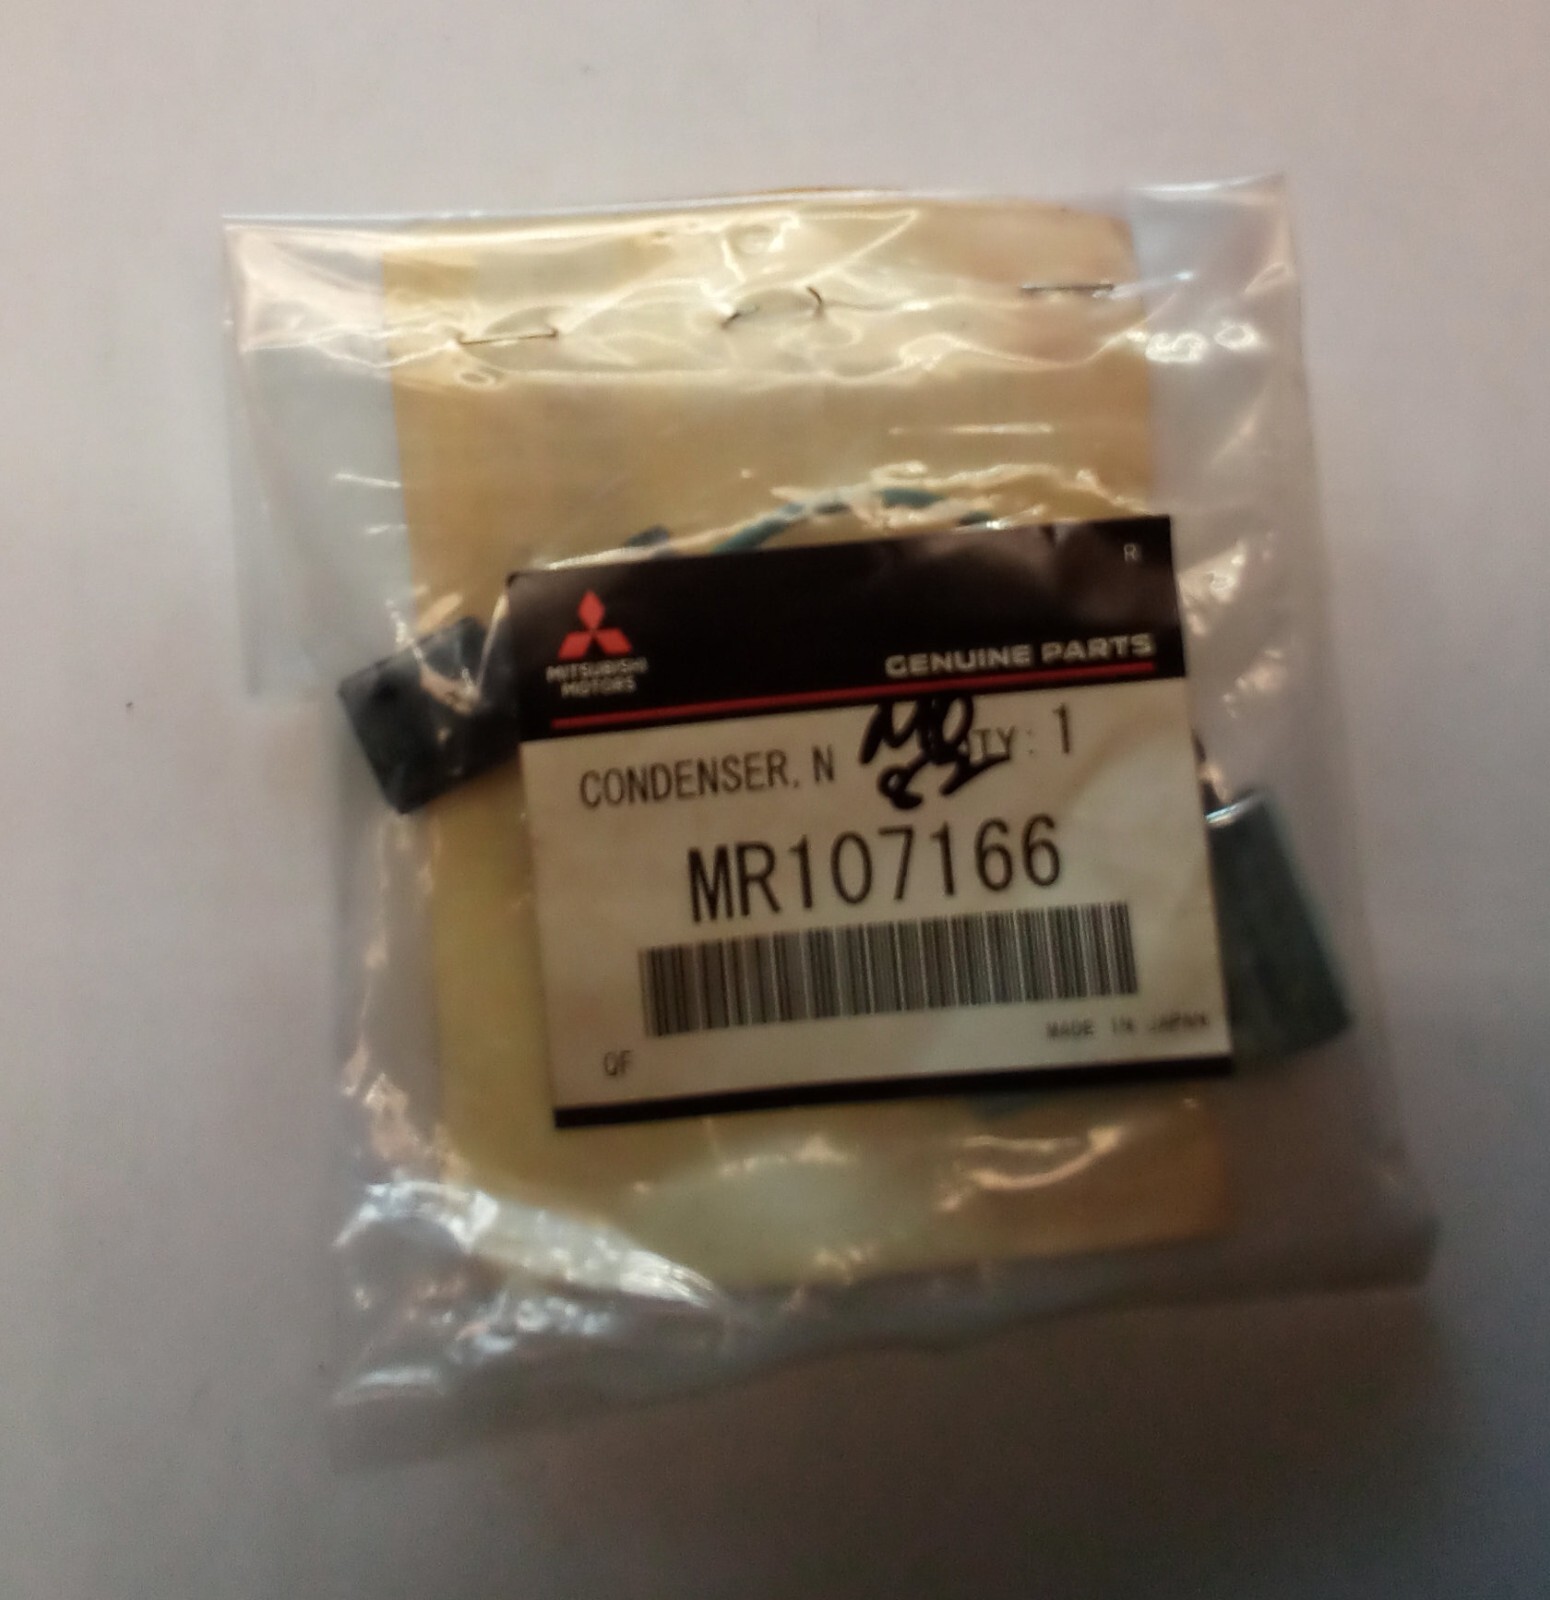 R
MITSUBISHI
MOTORS
GENUINE PARTS
CONDENSER, N TY: 1
MR107166
MADE IN JAPAN
QF